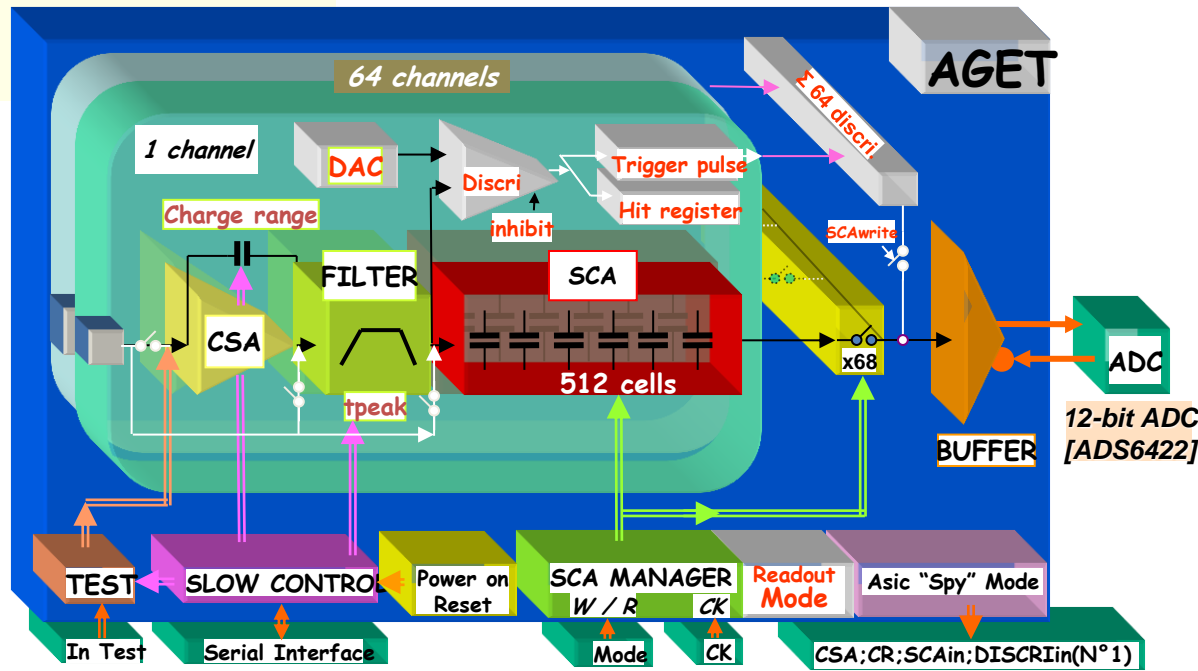 AGET
64 channels
Σ 64 discri.
1 channel
DAC
Discri
Trigger pulse
Hit register
inhibit
Charge range
SCAwrite
FILTER
SCA
CSA
512 cells
x68
ADC
tpeak
12-bit ADC
[ADS6422]
BUFFER
TEST
SLOW CONTROL
Power on
Reset
SCA MANAGER
W / R
CK
Readout
Mode
Asic “Spy” Mode
In Test
Serial Interface
Mode
CK
CSA;CR;SCAin;DISCRIin(N°1)